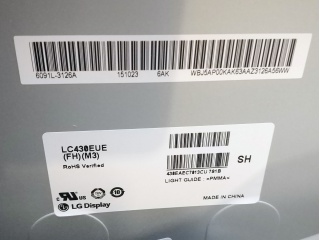 6091L-3126A 151023 6AK WBJ5AP00KAK63AAZ3126A56WW
LC430EUE
(FH)(M3)
RoHS Verified
SH
LIGHT GUIDE : >PMMA<
LG Display
MADE IN CHINA